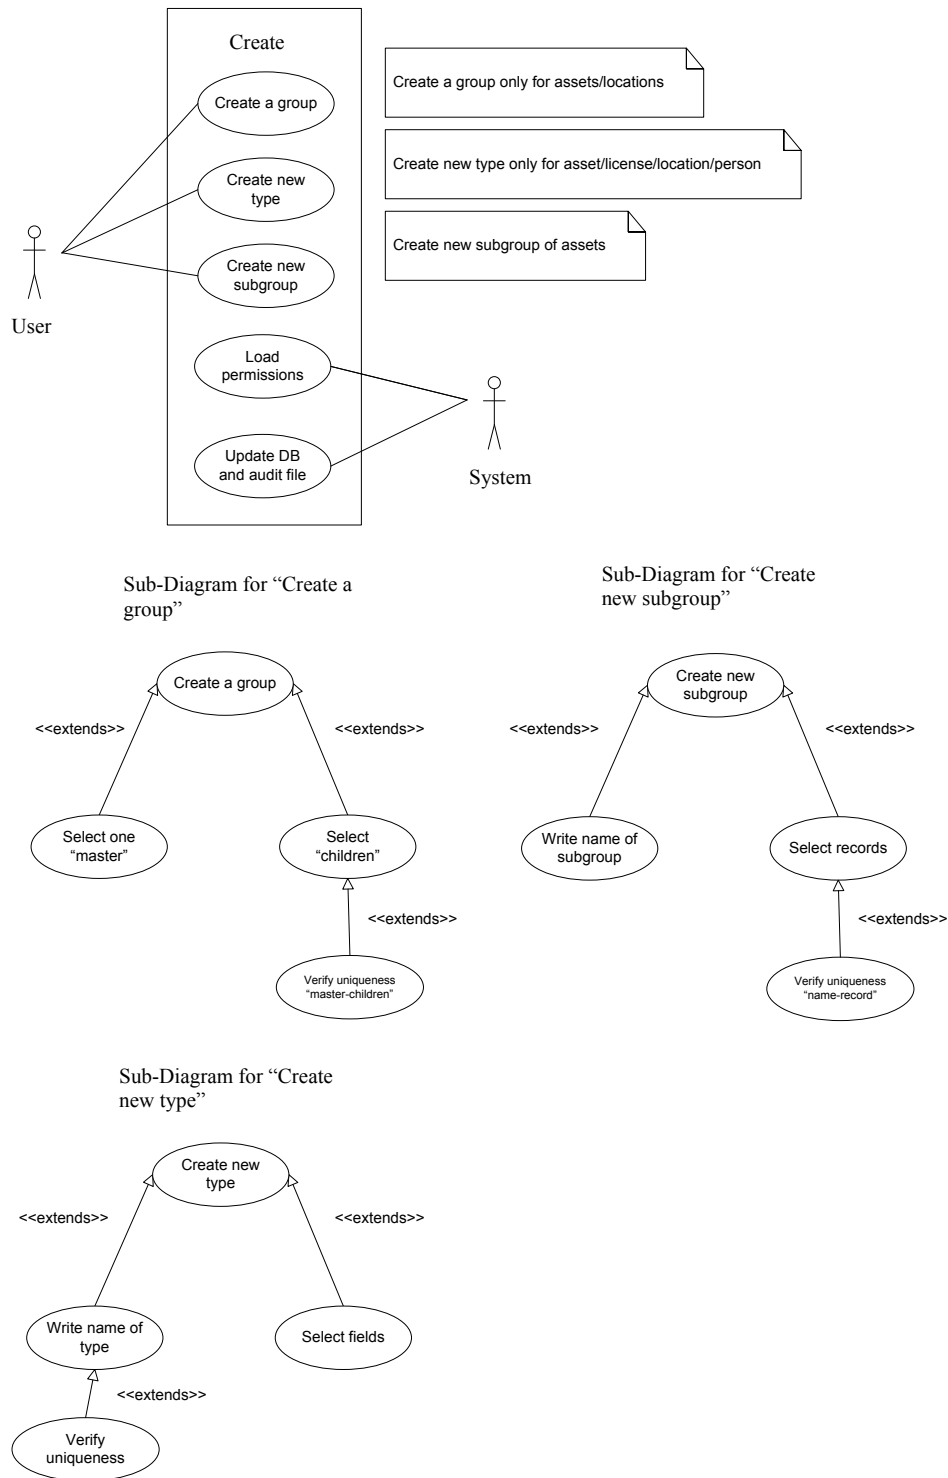 Create
Create a group
Create new
type
Create new
subgroup
Load
permissions
Update DB
and audit file
User
System
Create a group only for assets/locations
Create new type only for asset/license/location/person
Create new subgroup of assets
Sub-Diagram for “Create a
group”
Create a group
<<extends>>
<<extends>>
Select one
“master”
Select
“children”
<<extends>>
Verify uniqueness
“master-children”
Sub-Diagram for “Create
new subgroup”
Create new
subgroup
<<extends>>
<<extends>>
Write name of
subgroup
Select records
<<extends>>
Verify uniqueness
“name-record”
Sub-Diagram for “Create
new type”
Create new
type
<<extends>>
<<extends>>
Write name of
type
Select fields
<<extends>>
Verify
uniqueness